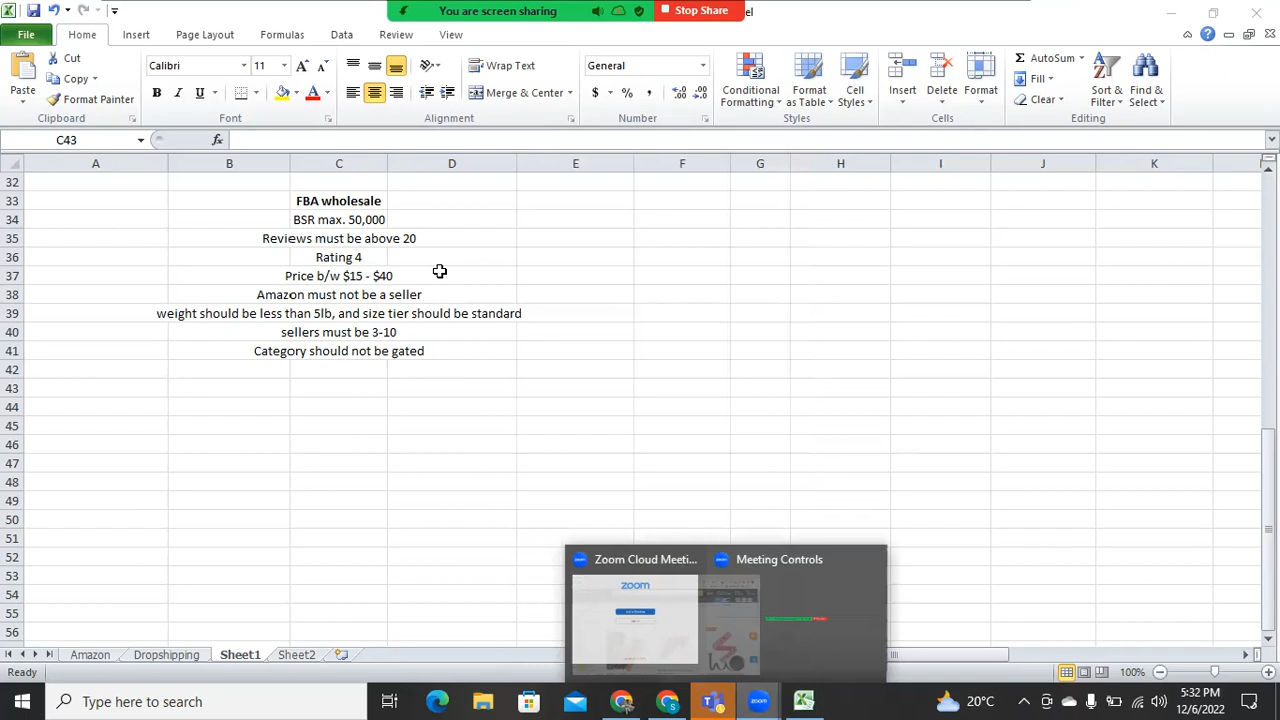 You are screen sharing
Stop Share
el
File
Home
Insert
Page Layout
Formulas
Data
Review
View
Paste
Cut
Copy
Format Painter
Clipboard
Calibri
11
A A
B I U
A
Font
Wrap Text
Merge & Center
Alignment
General
$ % ,
Number
Conditional Formatting
Format as Table
Cell Styles
Styles
Insert
Delete
Format
Cells
Σ AutoSum
Fill
Clear
Sort & Filter
Find & Select
Editing
C43
fx
A B C D E F G H I J K
32
33 FBA wholesale
34 BSR max. 50,000
35 Reviews must be above 20
36 Rating 4
37 Price b/w $15 - $40
38 Amazon must not be a seller
39 weight should be less than 5lb, and size tier should be standard
40 sellers must be 3-10
41 Category should not be gated
42
43
44
45
46
47
48
49
50
51
52
53
54
55
56
Zoom Cloud Meeti...
Meeting Controls
zoom
Amazon
Dropshipping
Sheet1
Sheet2
Ready
100%
Type here to search
20°C
5:32 PM
12/6/2022